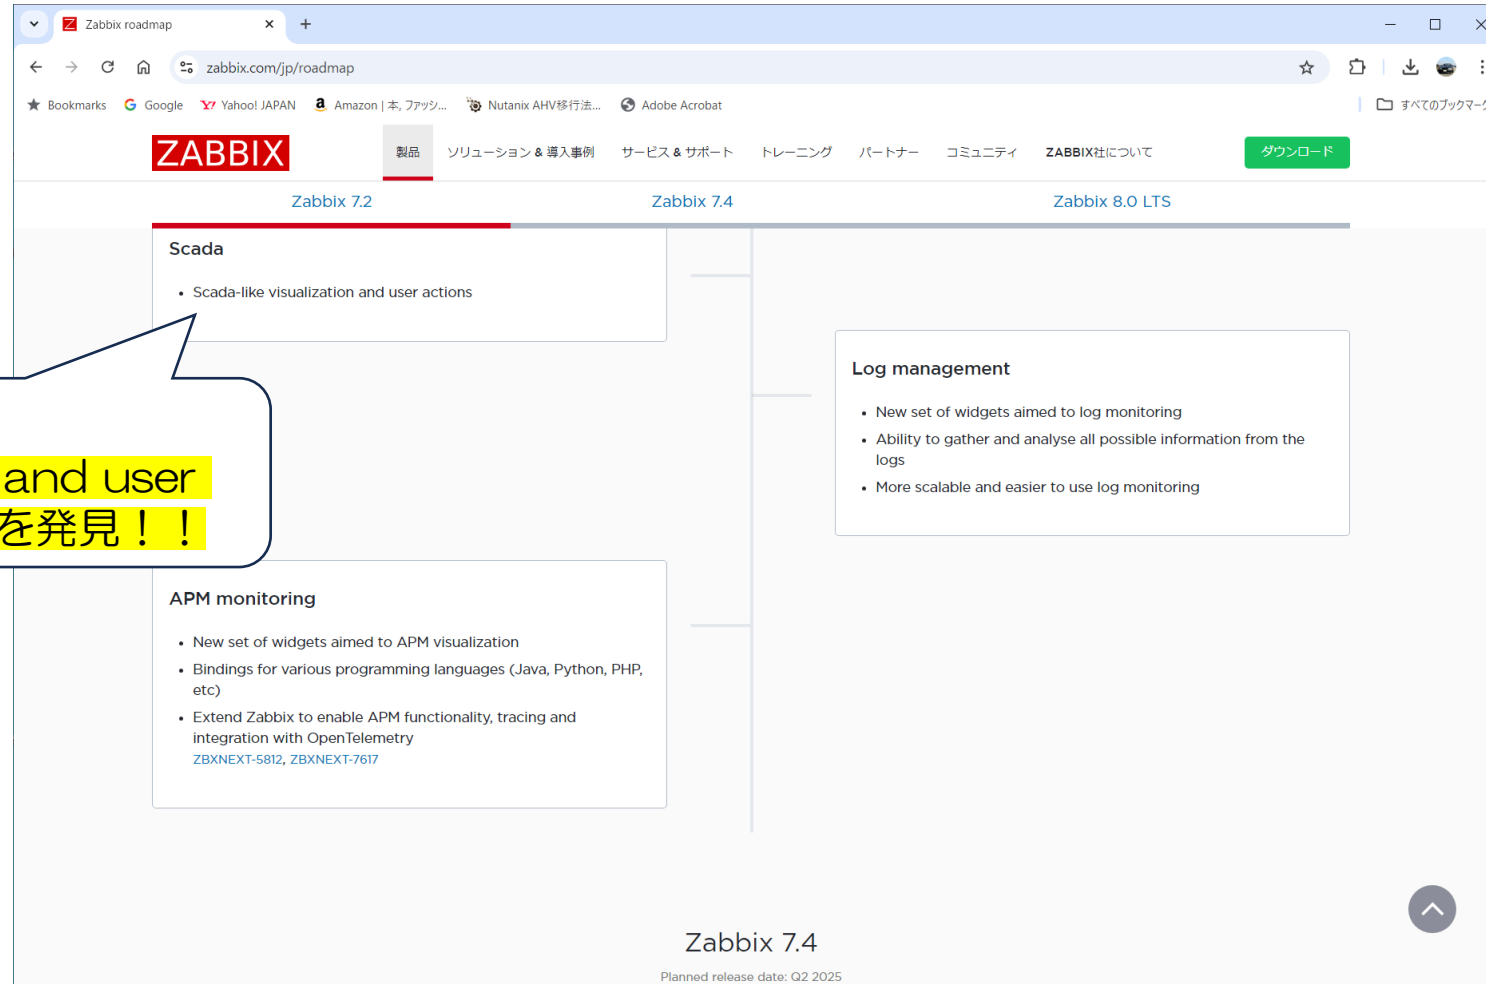 Zabbix roadmap
zabbix.com/jp/roadmap
Bookmarks Google Yahoo! JAPAN Amazon | 本, ファッシ... Nutanix AHV移行法... Adobe Acrobat すべてのブックマーク
ZABBIX 製品 ソリューション & 導入事例 サービス & サポート トレーニング パートナー コミュニティ ZABBIX社について ダウンロード
Zabbix 7.2 Zabbix 7.4 Zabbix 8.0 LTS
Scada
• Scada-like visualization and user actions
Log management
• New set of widgets aimed to log monitoring
• Ability to gather and analyse all possible information from the
logs
• More scalable and easier to use log monitoring
and user
を発見！！
APM monitoring
• New set of widgets aimed to APM visualization
• Bindings for various programming languages (Java, Python, PHP,
etc)
• Extend Zabbix to enable APM functionality, tracing and
integration with OpenTelemetry
ZBXNEXT-5812, ZBXNEXT-7617
Zabbix 7.4
Planned release date: Q2 2025